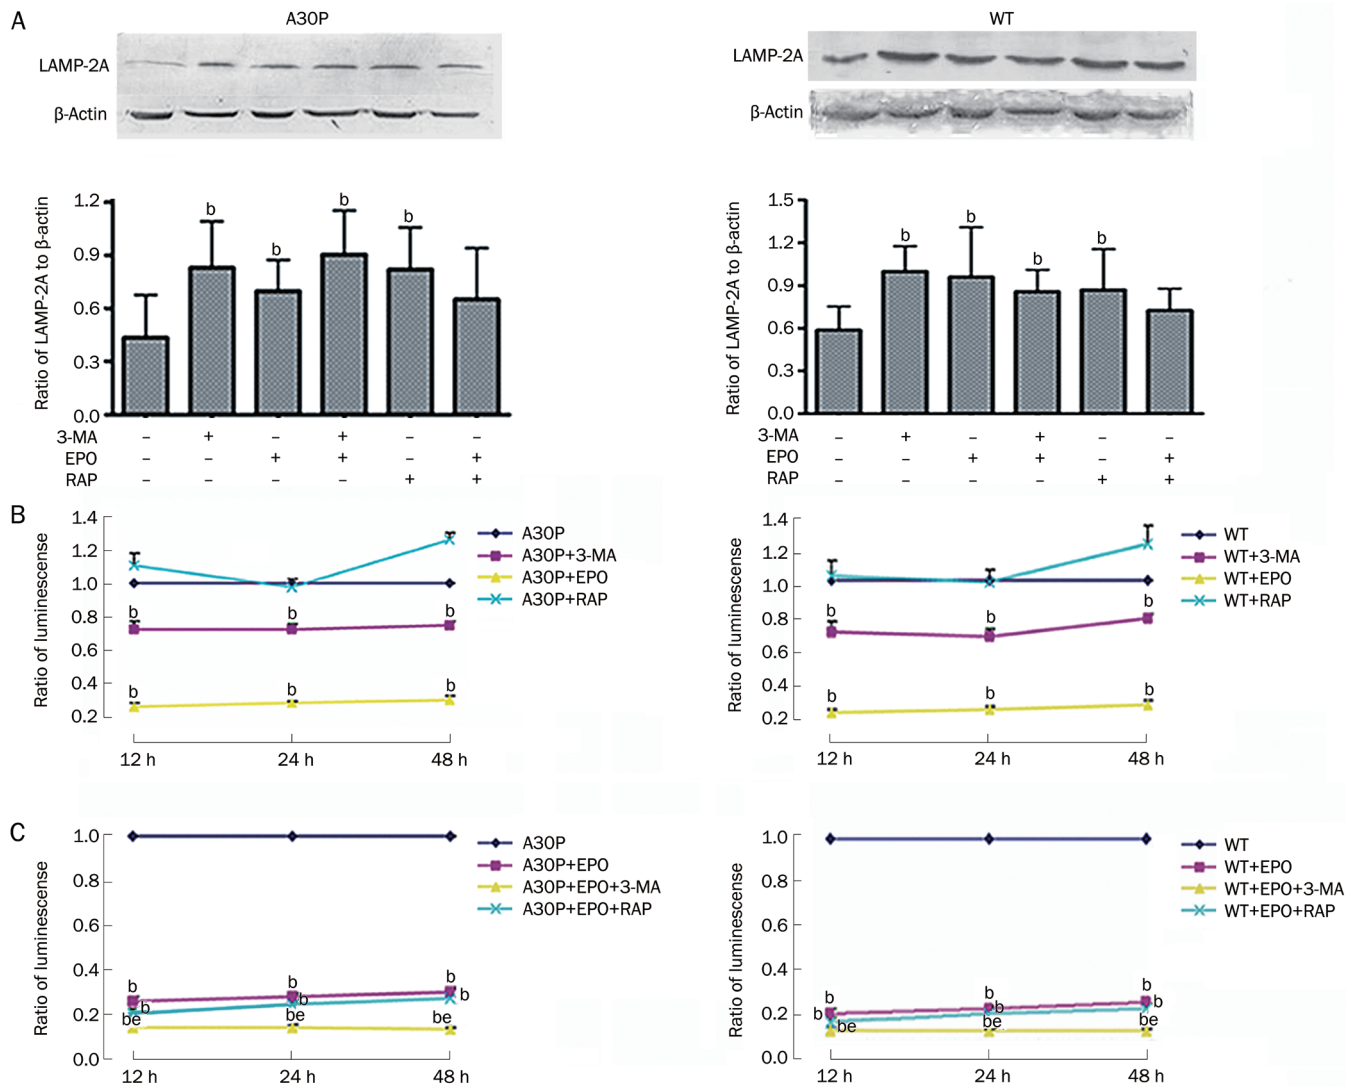 A
A30P
LAMP-2A
β-Actin
WT
LAMP-2A
β-Actin
Ratio of LAMP-2A to β-actin
1.2
0.9
0.6
0.3
0.0
b
b
b
b
3-MA – + – + – –
EPO – – + + – +
RAP – – – – + +
Ratio of LAMP-2A to β-actin
1.5
1.2
0.9
0.6
0.3
0.0
b
b
b
b
3-MA – + – + – –
EPO – – + + – +
RAP – – – – + +
B
Ratio of luminescense
1.4
1.2
1.0
0.8
0.6
0.4
0.2
b b b
b b b
12 h 24 h 48 h
A30P
A30P+3-MA
A30P+EPO
A30P+RAP
Ratio of luminescense
1.4
1.2
1.0
0.8
0.6
0.4
0.2
b b b
b b b
12 h 24 h 48 h
WT
WT+3-MA
WT+EPO
WT+RAP
C
Ratio of luminescense
1.0
0.8
0.6
0.4
0.2
0.0
b b b
b b b
be be be
12 h 24 h 48 h
A30P
A30P+EPO
A30P+EPO+3-MA
A30P+EPO+RAP
Ratio of luminescense
1.0
0.8
0.6
0.4
0.2
0.0
b b b
b b b
be be be
12 h 24 h 48 h
WT
WT+EPO
WT+EPO+3-MA
WT+EPO+RAP